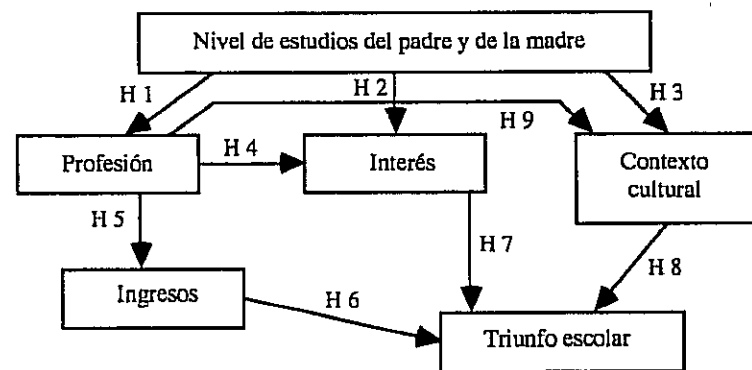 Nivel de estudios del padre y de la madre
H 1
H 2
H 3
H 9
Profesión
H 4
Interés
Contexto
cultural
H 5
H 7
H 8
Ingresos
H 6
Triunfo escolar